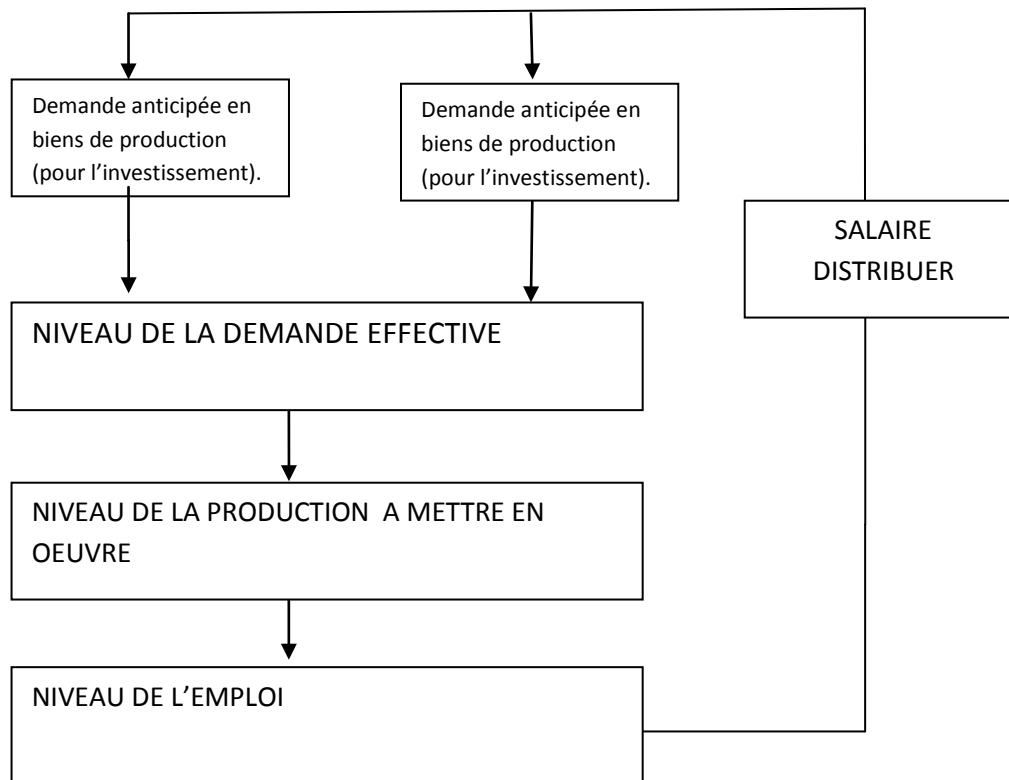 Demande anticipée en
biens de production
(pour l’investissement).
Demande anticipée en
biens de production
(pour l’investissement).
SALAIRE
DISTRIBUER
NIVEAU DE LA DEMANDE EFFECTIVE
NIVEAU DE LA PRODUCTION  A METTRE EN
OEUVRE
NIVEAU DE L’EMPLOI